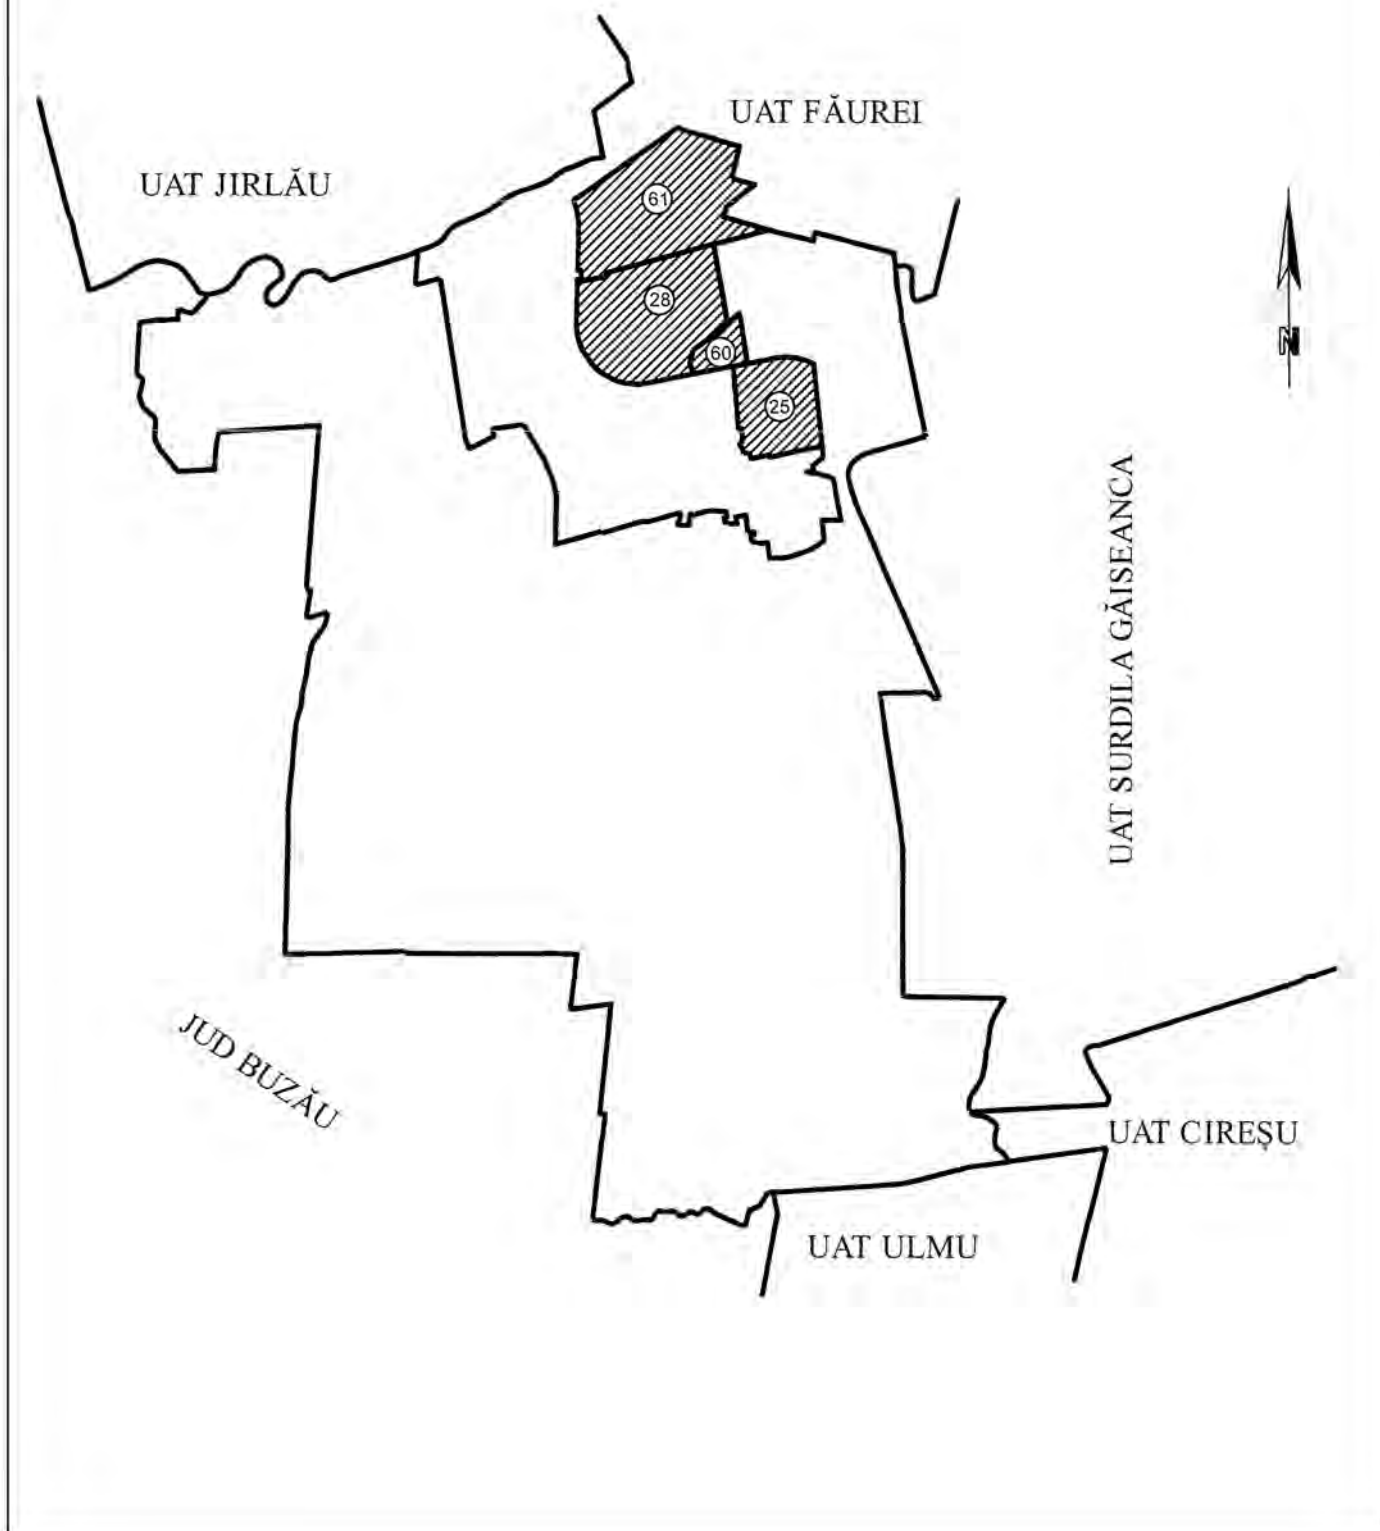 UAT FĂUREI
UAT JIRLĂU
61
28
N
60
25
UAT SURDILA GĂISEANCA
JUD BUZĂU
UAT CIREȘU
UAT ULMU